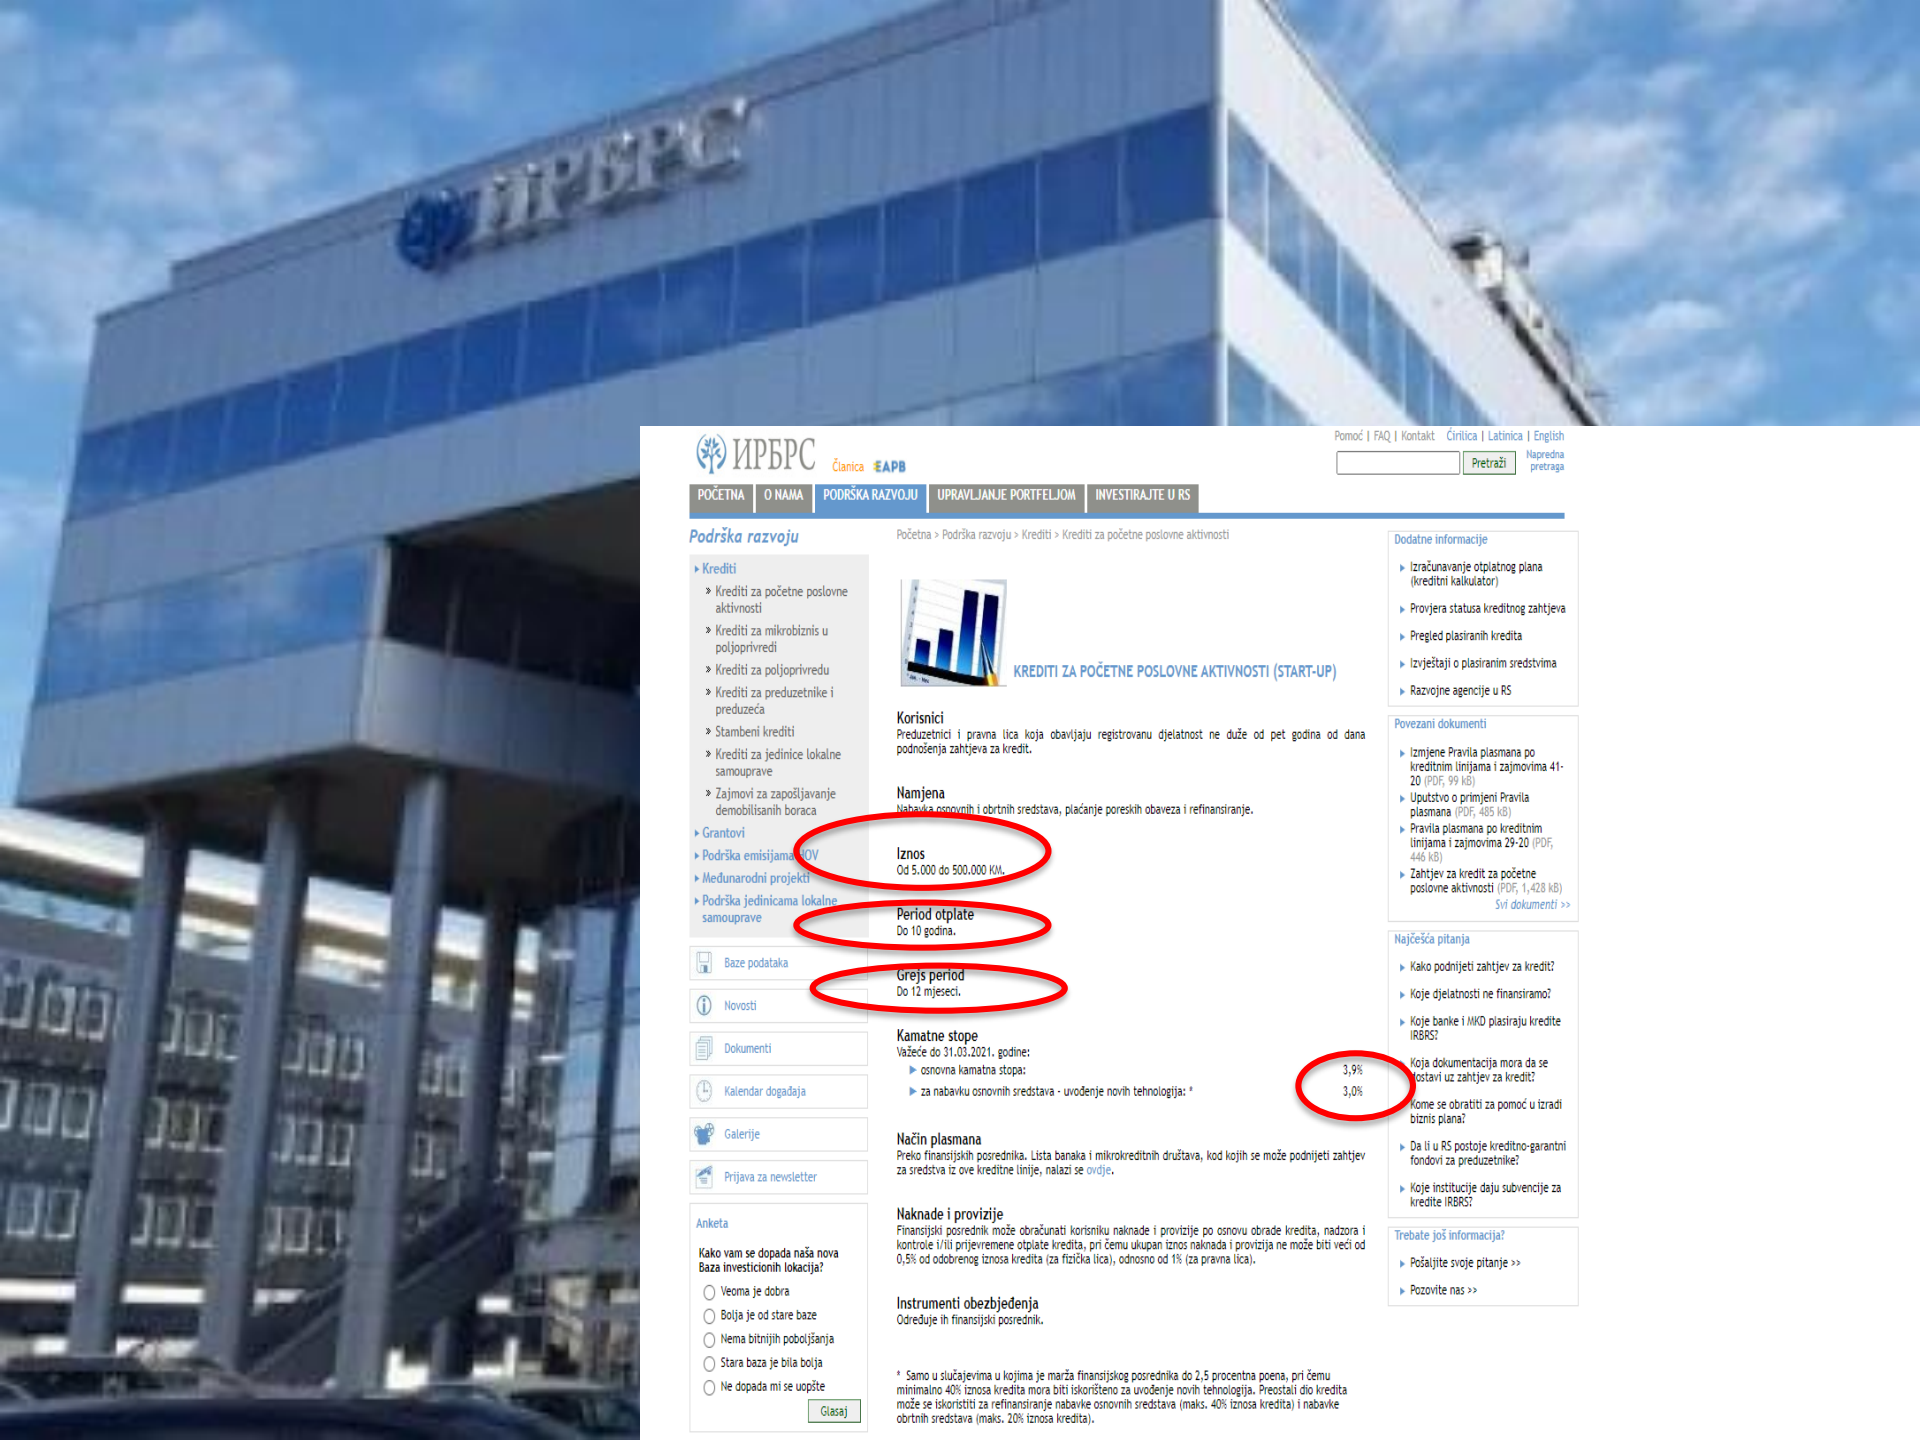 ИРБРС
ИРБРС
Članica EAPB
Pomoć | FAQ | Kontakt Ćirilica | Latinica | English
Pretraži
Napredna
pretraga
POČETNA
O NAMA
PODRŠKA RAZVOJU
UPRAVLJANJE PORTFELJOM
INVESTIRAJTE U RS
Podrška razvoju
Krediti
» Krediti za početne poslovne
aktivnosti
» Krediti za mikrobiznis u
poljoprivredi
» Krediti za poljoprivredu
» Krediti za preduzetnike i
preduzeća
» Stambeni krediti
» Krediti za jedinice lokalne
samouprave
» Zajmovi za zapošljavanje
demobilisanih boraca
Grantovi
Podrška emisijama HOV
Međunarodni projekti
Podrška jedinicama lokalne
samouprave
Baze podataka
Novosti
Dokumenti
Kalendar događaja
Galerije
Prijava za newsletter
Anketa
Kako vam se dopada naša nova
Baza investicionih lokacija?
Veoma je dobra
Bolja je od stare baze
Nema bitnijih poboljšanja
Stara baza je bila bolja
Ne dopada mi se uopšte
Glasaj
Početna > Podrška razvoju > Krediti > Krediti za početne poslovne aktivnosti
KREDITI ZA POČETNE POSLOVNE AKTIVNOSTI (START-UP)
Korisnici
Preduzetnici i pravna lica koja obavljaju registrovanu djelatnost ne duže od pet godina od dana
podnošenja zahtjeva za kredit.
Namjena
Nabavka osnovnih i obrtnih sredstava, plaćanje poreskih obaveza i refinansiranje.
Iznos
Od 5.000 do 500.000 KM.
Period otplate
Do 10 godina.
Grejs period
Do 12 mjeseci.
Kamatne stope
Važeće do 31.03.2021. godine:
osnovna kamatna stopa: 3,9%
za nabavku osnovnih sredstava - uvođenje novih tehnologija: * 3,0%
Način plasmana
Preko finansijskih posrednika. Lista banaka i mikrokreditnih društava, kod kojih se može podnijeti zahtjev
za sredstva iz ove kreditne linije, nalazi se ovdje.
Naknade i provizije
Finansijski posrednik može obračunati korisniku naknade i provizije po osnovu obrade kredita, nadzora i
kontrole i/ili prijevremene otplate kredita, pri čemu ukupan iznos naknada i provizija ne može biti veći od
0,5% od odobrenog iznosa kredita (za fizička lica), odnosno od 1% (za pravna lica).
Instrumenti obezbjeđenja
Određuje ih finansijski posrednik.
* Samo u slučajevima u kojima je marža finansijskog posrednika do 2,5 procentna poena, pri čemu
minimalno 40% iznosa kredita mora biti iskorišteno za uvođenje novih tehnologija. Preostali dio kredita
može se iskoristiti za refinansiranje nabavke osnovnih sredstava (maks. 40% iznosa kredita) i nabavke
obrtnih sredstava (maks. 20% iznosa kredita).
Dodatne informacije
Izračunavanje otplatnog plana
(kreditni kalkulator)
Provjera statusa kreditnog zahtjeva
Pregled plasiranih kredita
Izvještaji o plasiranim sredstvima
Razvojne agencije u RS
Povezani dokumenti
Izmjene Pravila plasmana po
kreditnim linijama i zajmovima 41-
20 (PDF, 99 kB)
Uputstvo o primjeni Pravila
plasmana (PDF, 485 kB)
Pravila plasmana po kreditnim
linijama i zajmovima 29-20 (PDF,
446 kB)
Zahtjev za kredit za početne
poslovne aktivnosti (PDF, 1,428 kB)
Svi dokumenti >>
Najčešća pitanja
Kako podnijeti zahtjev za kredit?
Koje djelatnosti ne finansiramo?
Koje banke i MKD plasiraju kredite
IRBRS?
Koja dokumentacija mora da se
dostavi uz zahtjev za kredit?
Kome se obratiti za pomoć u izradi
biznis plana?
Da li u RS postoje kreditno-garantni
fondovi za preduzetnike?
Koje institucije daju subvencije za
kredite IRBRS?
Trebate još informacija?
Pošaljite svoje pitanje >>
Pozovite nas >>